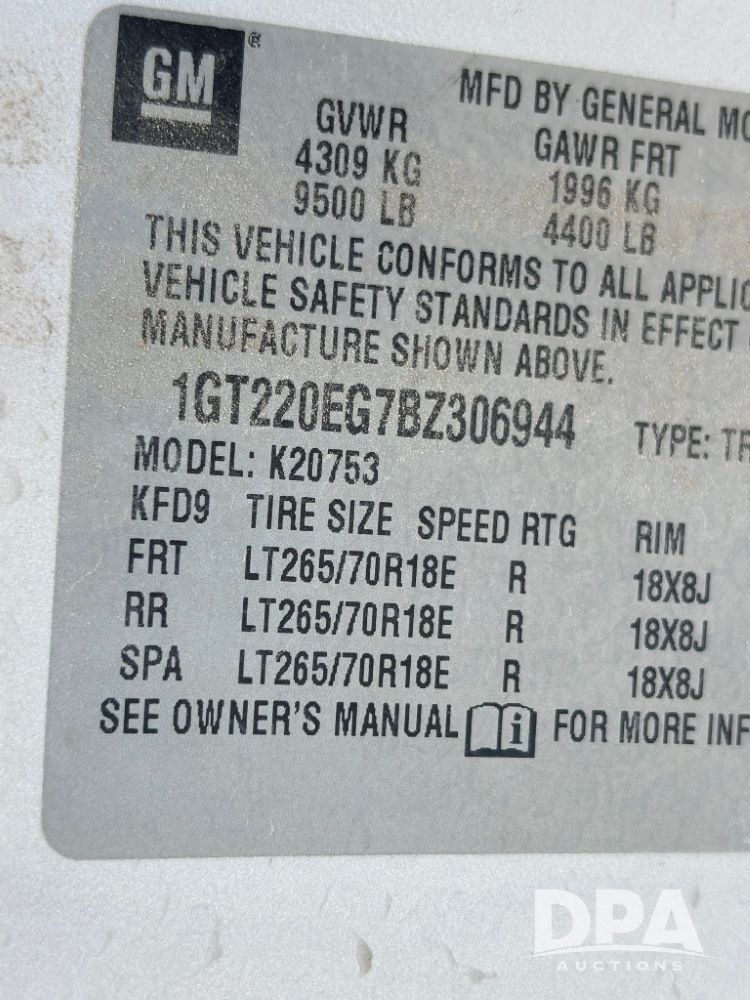 GM ®
MFD BY GENERAL MO
GVWR GAWR FRT
4309 KG 1996 KG
9500 LB 4400 LB
THIS VEHICLE CONFORMS TO ALL APPLIC
VEHICLE SAFETY STANDARDS IN EFFECT
MANUFACTURE SHOWN ABOVE.
1GT220EG7BZ306944 TYPE: TR
MODEL: K20753
KFD9 TIRE SIZE SPEED RTG RIM
FRT LT265/70R18E R 18X8J
RR LT265/70R18E R 18X8J
SPA LT265/70R18E R 18X8J
SEE OWNER'S MANUAL i FOR MORE INF
DPA
AUCTIONS